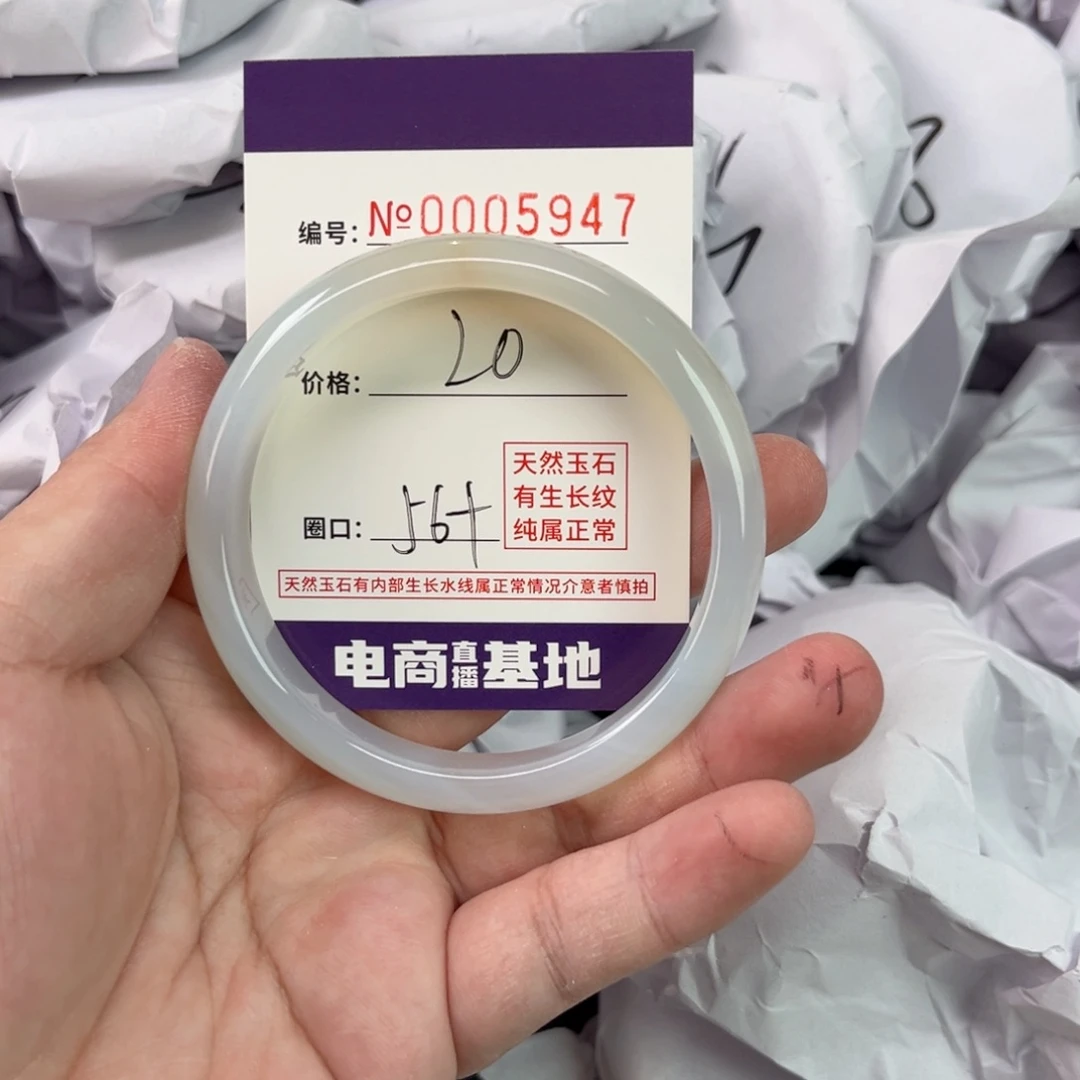 编号: №0005947
价格: 20
圈口: 56+
天然玉石
有生长纹
纯属正常
天然玉石有内部生长水线属正常情况介意者慎拍
电商直播基地
8
7